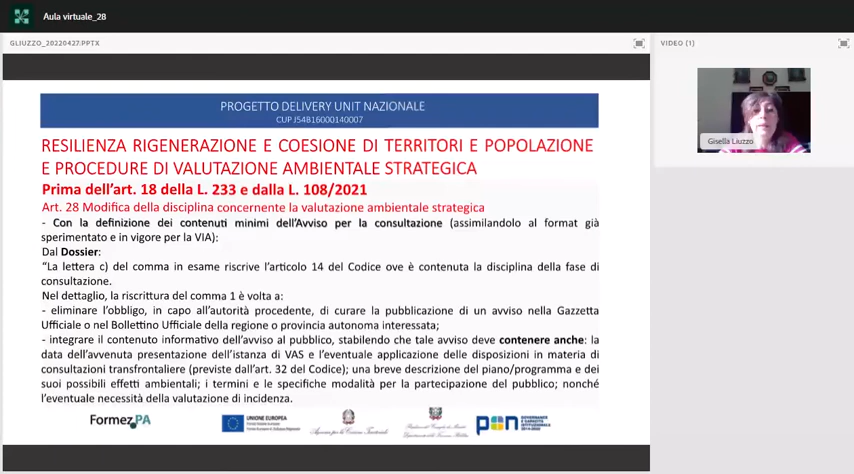 Aula virtuale_28
GLIUZZO_20220427.PPTX
VIDEO (1)
PROGETTO DELIVERY UNIT NAZIONALE
CUP J54B16000140007
RESILIENZA RIGENERAZIONE E COESIONE DI TERRITORI E POPOLAZIONE
E PROCEDURE DI VALUTAZIONE AMBIENTALE STRATEGICA
Prima dell'art. 18 della L. 233 e dalla L. 108/2021
Art. 28 Modifica della disciplina concernente la valutazione ambientale strategica
- Con la definizione dei contenuti minimi dell'Avviso per la consultazione (assimilandolo al format già
sperimentato e in vigore per la VIA):
Dal Dossier:
“La lettera c) del comma in esame riscrive l'articolo 14 del Codice ove è contenuta la disciplina della fase di
consultazione.
Nel dettaglio, la riscrittura del comma 1 è volta a:
- eliminare l'obbligo, in capo all'autorità procedente, di curare la pubblicazione di un avviso nella Gazzetta
Ufficiale o nel Bollettino Ufficiale della regione o provincia autonoma interessata;
- integrare il contenuto informativo dell'avviso al pubblico, stabilendo che tale avviso deve contenere anche: la
data dell'avvenuta presentazione dell'istanza di VAS e l'eventuale applicazione delle disposizioni in materia di
consultazioni transfrontaliere (previste dall'art. 32 del Codice); una breve descrizione del piano/programma e dei
suoi possibili effetti ambientali; i termini e le specifiche modalità per la partecipazione del pubblico; nonché
l'eventuale necessità della valutazione di incidenza.
Gisella Liuzzo
Formez PA
UNIONE EUROPEA
pon
GOVERNANCE
E CAPACITÀ
ISTITUZIONALE
2014-2020